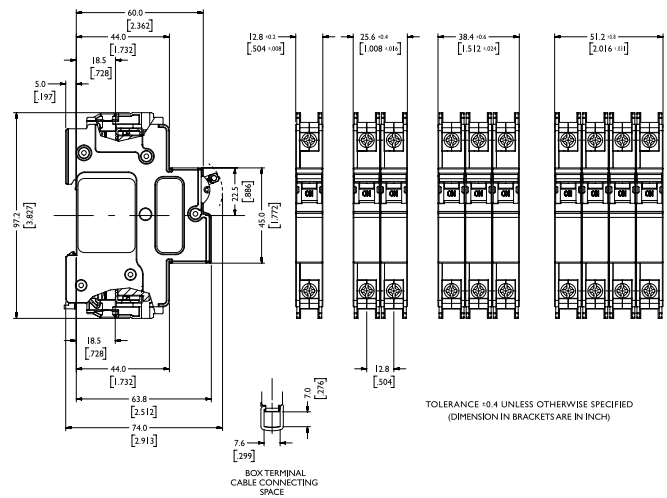 60.0
[2.362]
44.0
[1.732]
18.5
[.728]
5.0
[.197]
12.8 ±0.2
[.504 ±.008]
25.6 ±0.4
[1.008 ±.016]
38.4 ±0.6
[1.512 ±.024]
51.2 ±0.8
[2.016 ±.031]
97.2
[3.827]
22.5
[.886]
45.0
[1.772]
ON
ON
ON
ON
ON
ON
ON
ON
ON
18.5
[.728]
44.0
[1.732]
63.8
[2.512]
74.0
[2.913]
12.8
[.504]
7.0
[.276]
7.6
[.299]
BOX TERMINAL
CABLE CONNECTING
SPACE
TOLERANCE ±0.4 UNLESS OTHERWISE SPECIFIED
(DIMENSION IN BRACKETS ARE IN INCH)